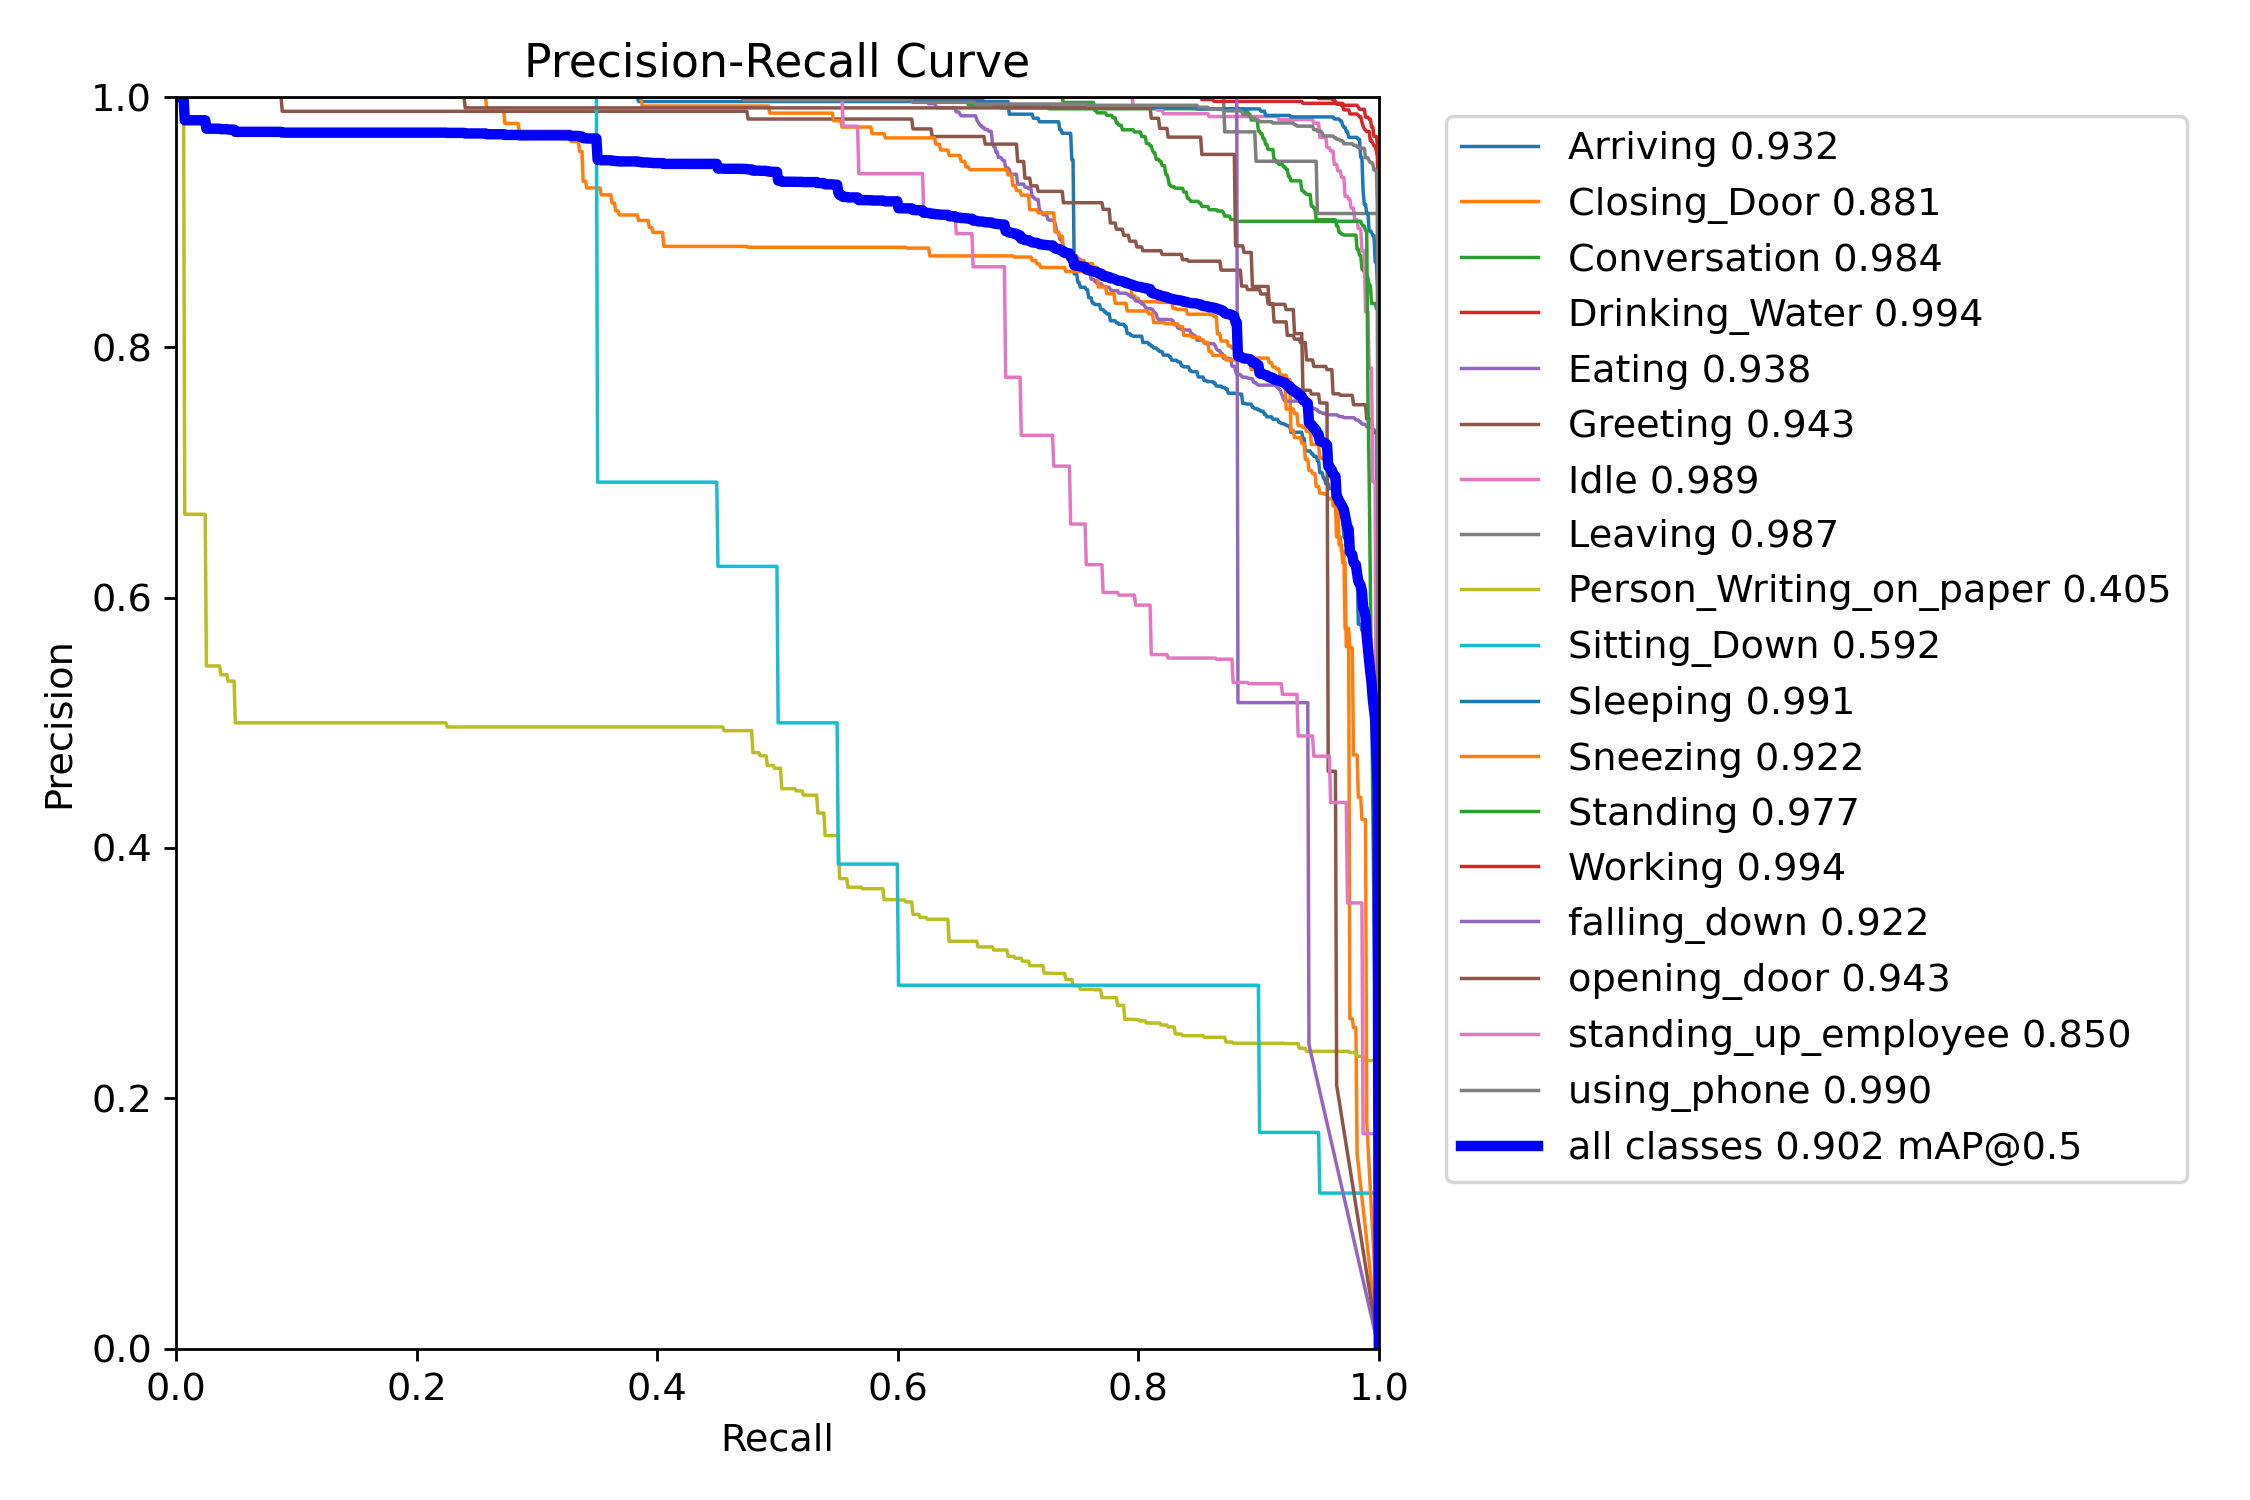 Precision-Recall Curve
1.0
0.8
0.6
0.4
0.2
0.0
Precision
0.0 0.2 0.4 0.6 0.8 1.0
Recall
Arriving 0.932
Closing_Door 0.881
Conversation 0.984
Drinking_Water 0.994
Eating 0.938
Greeting 0.943
Idle 0.989
Leaving 0.987
Person_Writing_on_paper 0.405
Sitting_Down 0.592
Sleeping 0.991
Sneezing 0.922
Standing 0.977
Working 0.994
falling_down 0.922
opening_door 0.943
standing_up_employee 0.850
using_phone 0.990
all classes 0.902 mAP@0.5